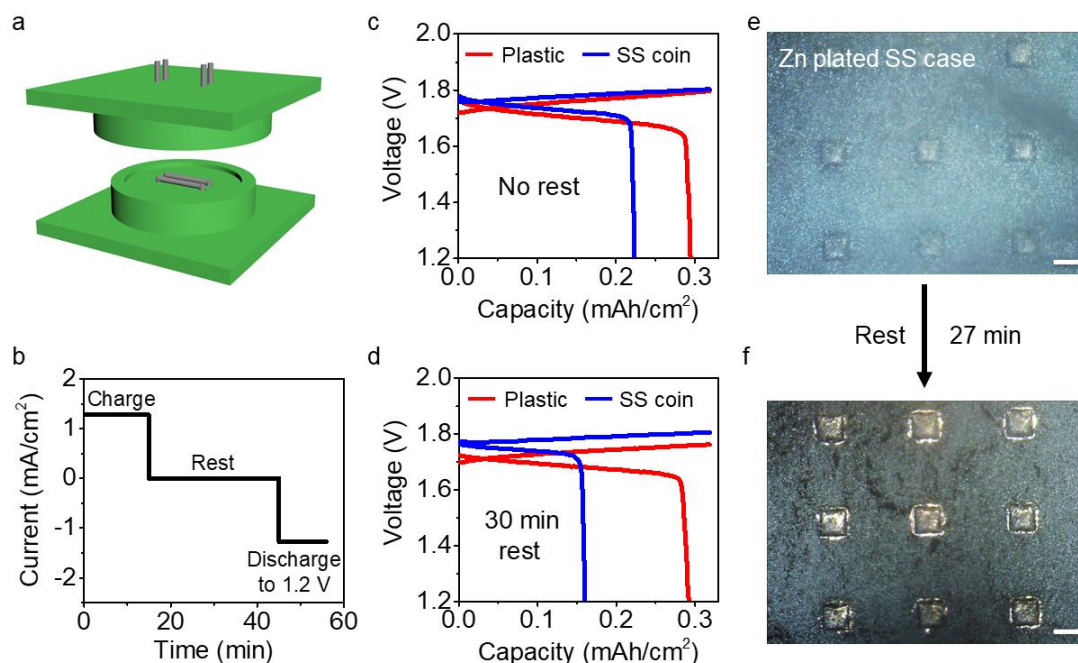 a
b
Current (mA/cm²)
2
1
0
-1
-2
Charge
Rest
Discharge
to 1.2 V
0 20 40 60
Time (min)
c
Voltage (V)
2.0
1.8
1.6
1.4
1.2
Plastic SS coin
No rest
0.0 0.1 0.2 0.3
Capacity (mAh/cm²)
d
Voltage (V)
2.0
1.8
1.6
1.4
1.2
Plastic SS coin
30 min
rest
0.0 0.1 0.2 0.3
Capacity (mAh/cm²)
e
Zn plated SS case
Rest 27 min
f